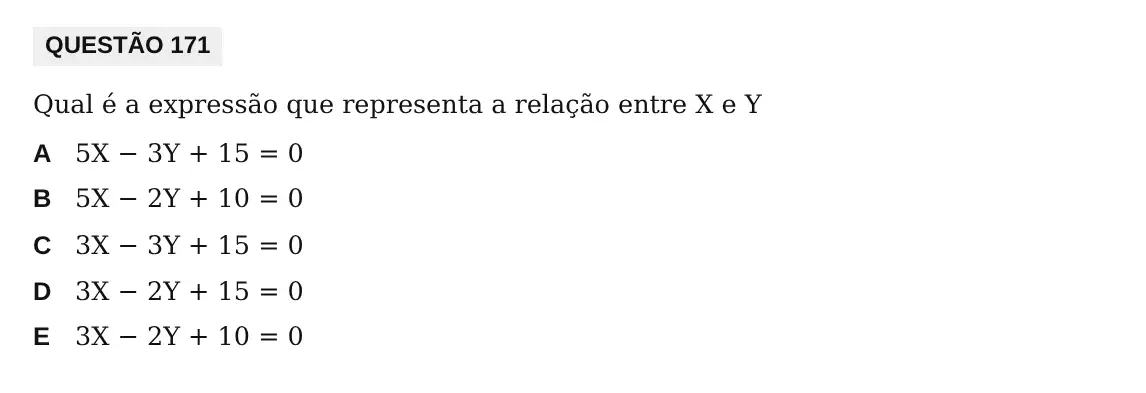 QUESTÃO 171
Qual é a expressão que representa a relação entre X e Y
A 5X − 3Y + 15 = 0
B 5X − 2Y + 10 = 0
C 3X − 3Y + 15 = 0
D 3X − 2Y + 15 = 0
E 3X − 2Y + 10 = 0